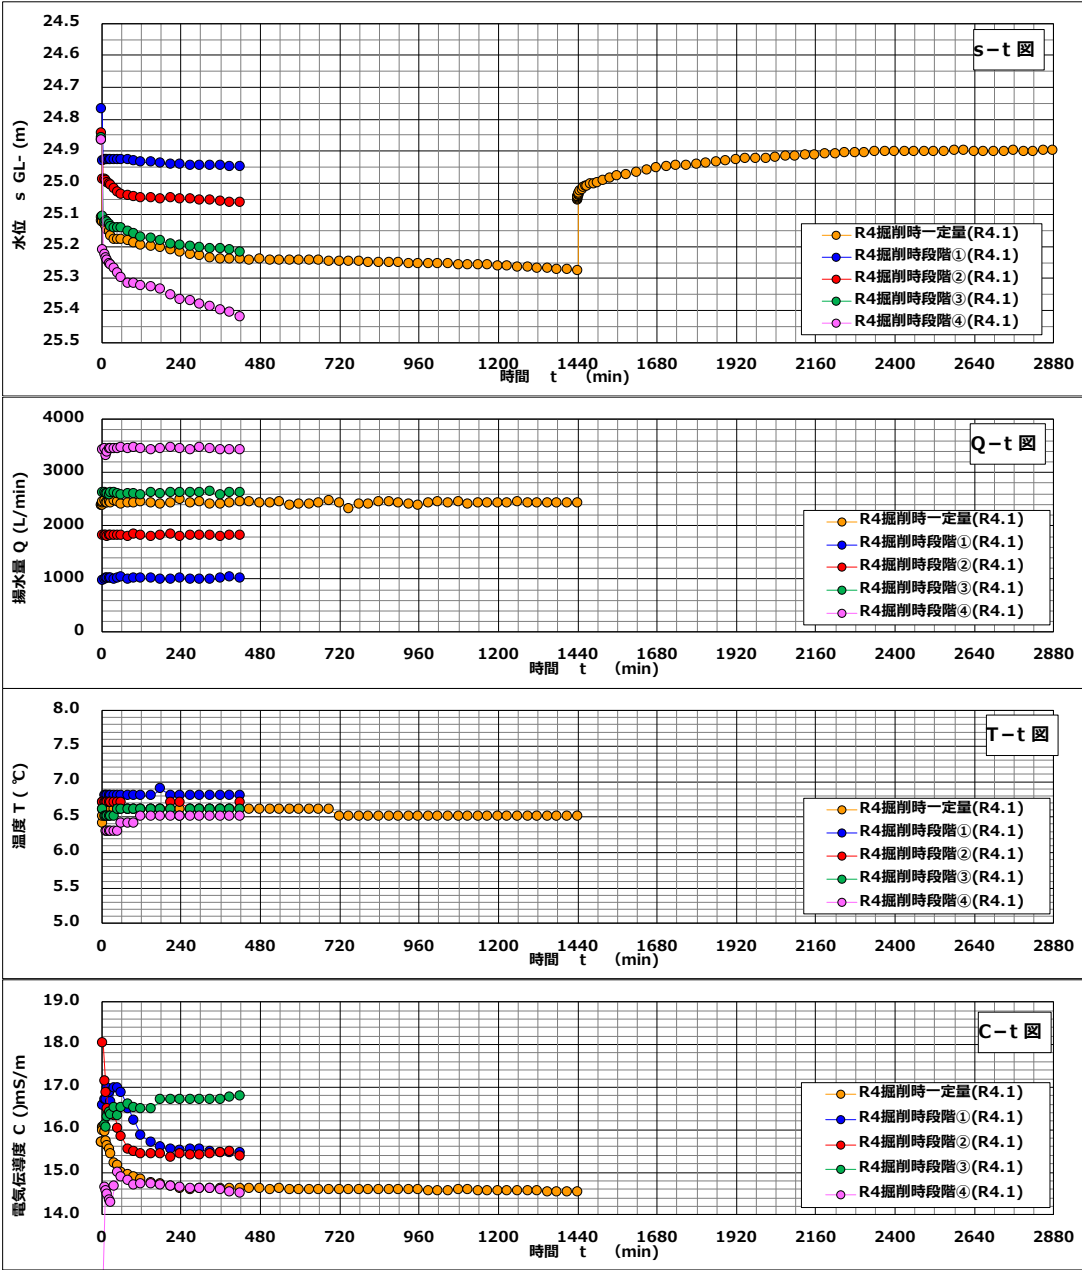 s−t 図
24.5
24.6
24.7
24.8
24.9
25.0
25.1
25.2
25.3
25.4
25.5
水位 s GL- (m)
R4掘削時一定量(R4.1)
R4掘削時段階①(R4.1)
R4掘削時段階②(R4.1)
R4掘削時段階③(R4.1)
R4掘削時段階④(R4.1)
0 240 480 720 960 1200 1440 1680 1920 2160 2400 2640 2880
時間 t (min)
Q−t 図
4000
3000
2000
1000
0
揚水量 Q (L/min)
R4掘削時一定量(R4.1)
R4掘削時段階①(R4.1)
R4掘削時段階②(R4.1)
R4掘削時段階③(R4.1)
R4掘削時段階④(R4.1)
0 240 480 720 960 1200 1440 1680 1920 2160 2400 2640 2880
時間 t (min)
T−t 図
8.0
7.5
7.0
6.5
6.0
5.5
5.0
温度 T ( ℃)
R4掘削時一定量(R4.1)
R4掘削時段階①(R4.1)
R4掘削時段階②(R4.1)
R4掘削時段階③(R4.1)
R4掘削時段階④(R4.1)
0 240 480 720 960 1200 1440 1680 1920 2160 2400 2640 2880
時間 t (min)
C−t 図
19.0
18.0
17.0
16.0
15.0
14.0
電気伝導度 C ( )mS/m
R4掘削時一定量(R4.1)
R4掘削時段階①(R4.1)
R4掘削時段階②(R4.1)
R4掘削時段階③(R4.1)
R4掘削時段階④(R4.1)
0 240 480 720 960 1200 1440 1680 1920 2160 2400 2640 2880
時間 t (min)